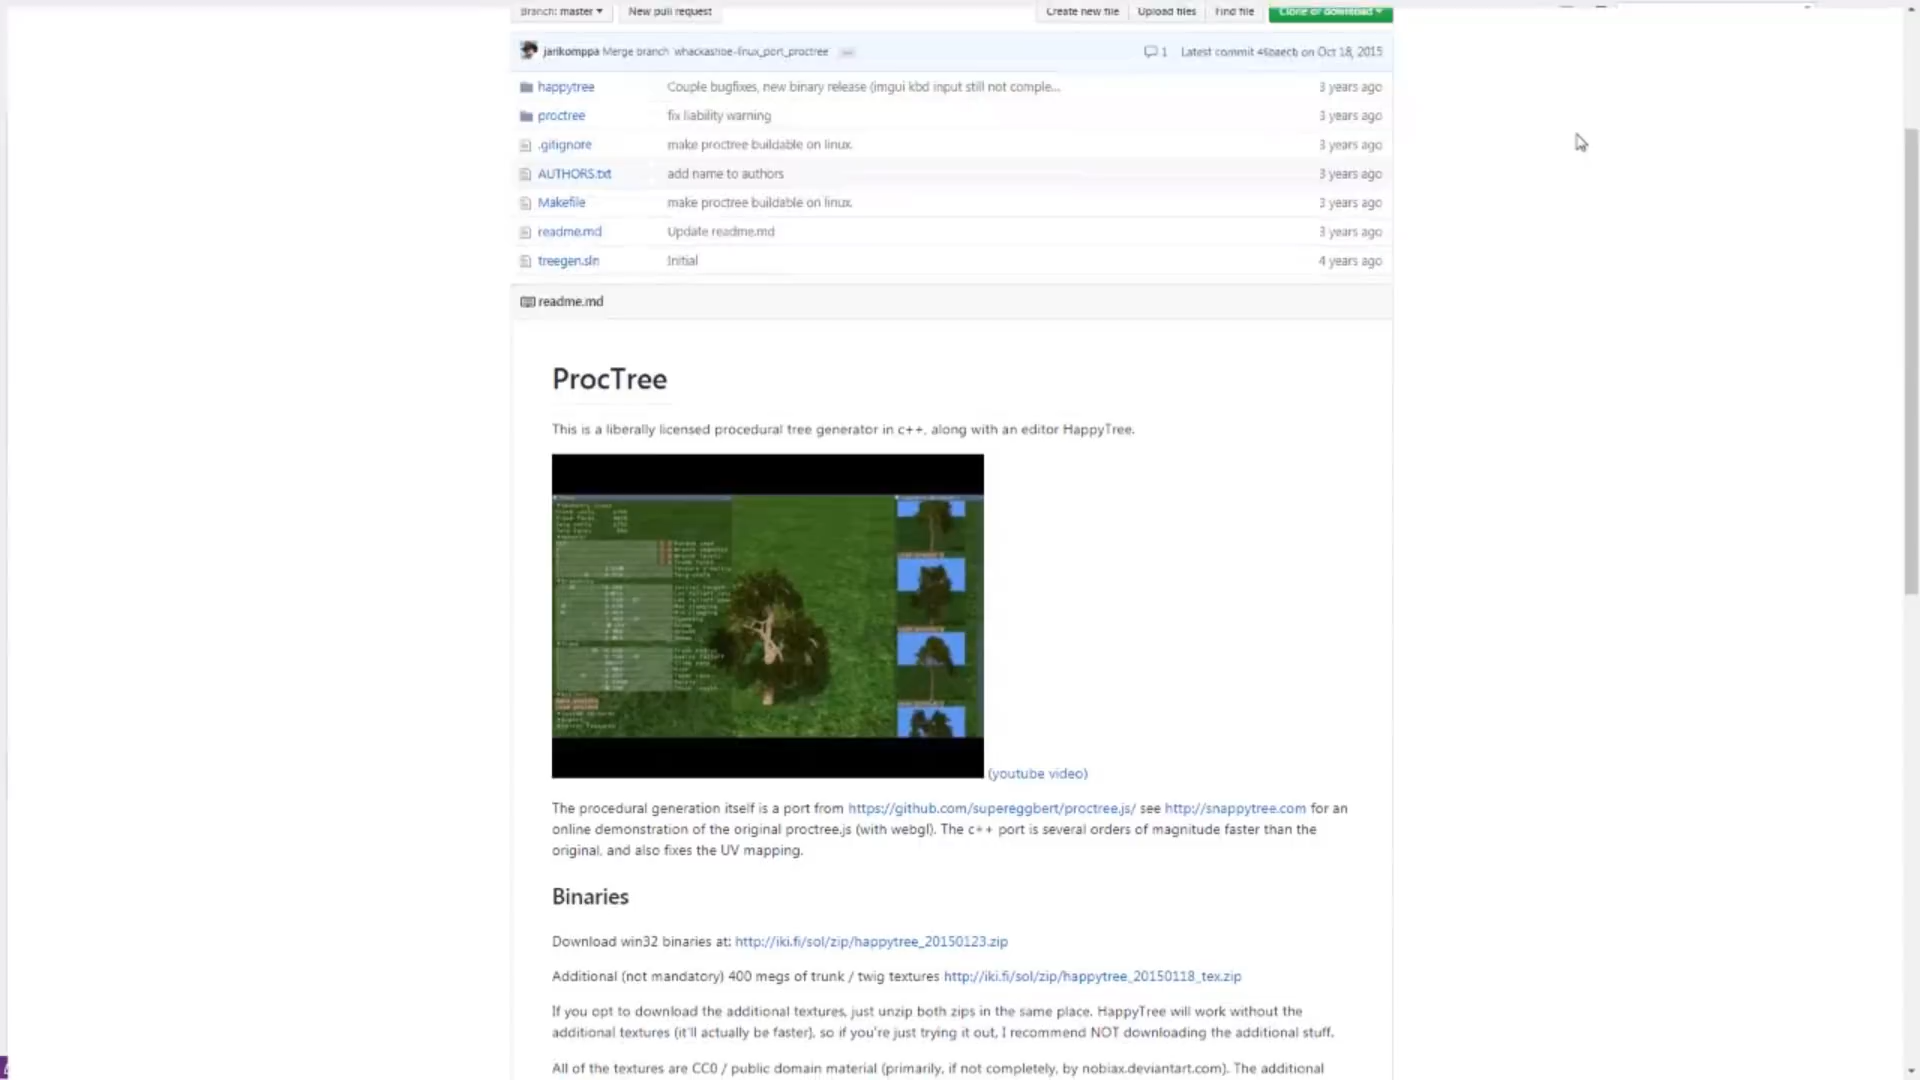 Branch: master ▾ New pull request Create new file Upload files Find file Clone or download ▾
jarikomppa Merge branch 'whackashoe-linux_port_proctree' … 1 Latest commit on Oct 18, 2015
happytree Couple bugfixes, new binary release (imgui kbd input still not comple... 3 years ago
proctree fix liability warning 3 years ago
.gitignore make proctree buildable on linux. 3 years ago
AUTHORS.txt add name to authors 3 years ago
Makefile make proctree buildable on linux. 3 years ago
readme.md Update readme.md 3 years ago
treegen.sln Initial 4 years ago
readme.md
ProcTree
This is a liberally licensed procedural tree generator in c++, along with an editor HappyTree.
(youtube video)
The procedural generation itself is a port from https://github.com/supereggbert/proctree.js/ see http://snappytree.com for an
online demonstration of the original proctree.js (with webgl). The c++ port is several orders of magnitude faster than the
original, and also fixes the UV mapping.
Binaries
Download win32 binaries at: http://iki.fi/sol/zip/happytree_20150123.zip
Additional (not mandatory) 400 megs of trunk / twig textures http://iki.fi/sol/zip/happytree_20150118_tex.zip
If you opt to download the additional textures, just unzip both zips in the same place. HappyTree will work without the
additional textures (it'll actually be faster), so if you're just trying it out, I recommend NOT downloading the additional stuff.
All of the textures are CC0 / public domain material (primarily, if not completely, by nobiax.deviantart.com). The additional